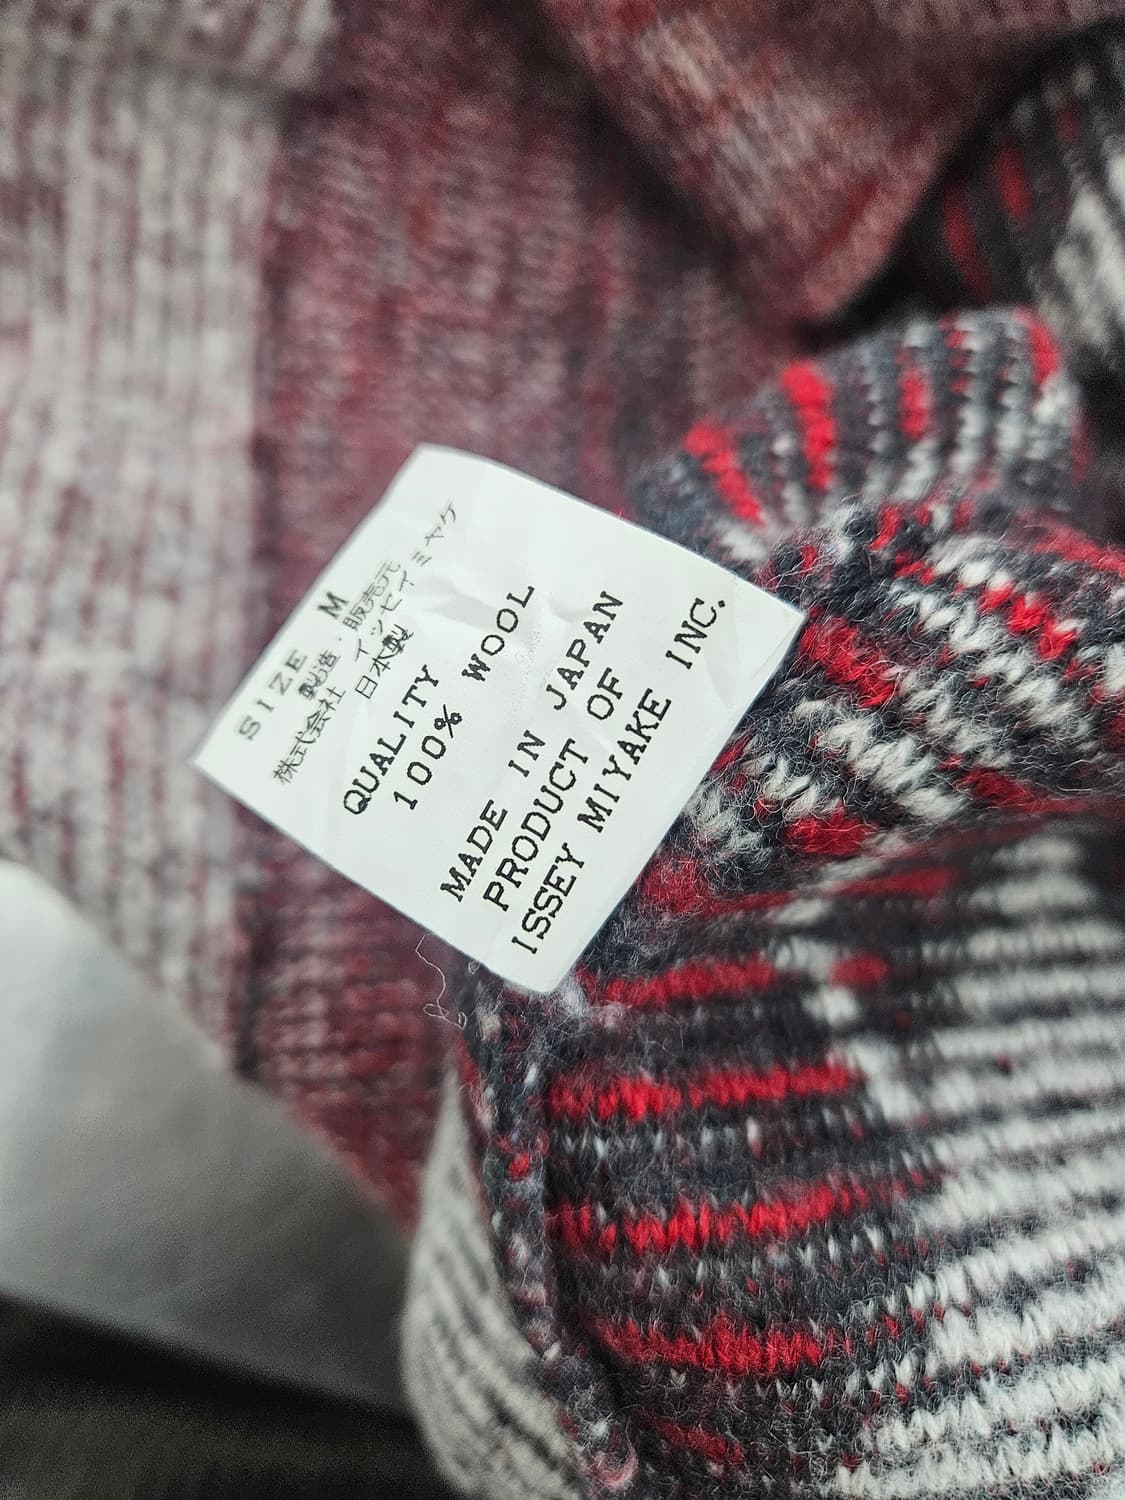 SIZE M
製造・販売元
株式会社 イッセイミヤケ
日本製
QUALITY
100% WOOL
MADE IN JAPAN
PRODUCT OF
ISSEY MIYAKE INC.